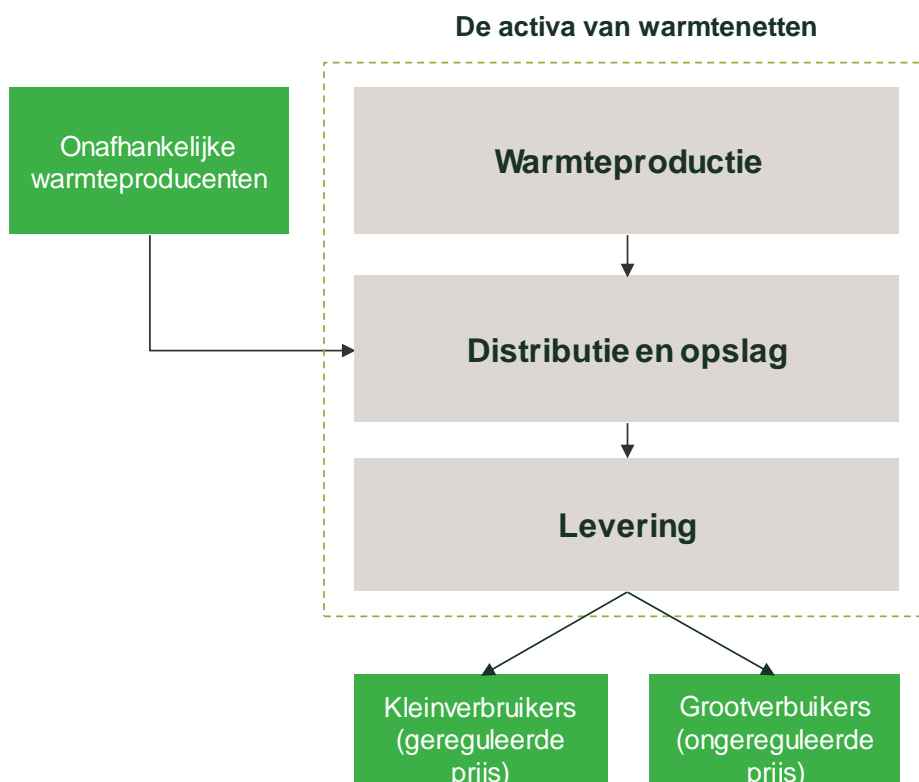 De activa van warmtenetten
Onafhankelijke
warmteproducenten
Warmteproductie
Distributie en opslag
Levering
Kleinverbruikers
(gereguleerde
prijs)
Grootverbuikers
(ongereguleerde
prijs)